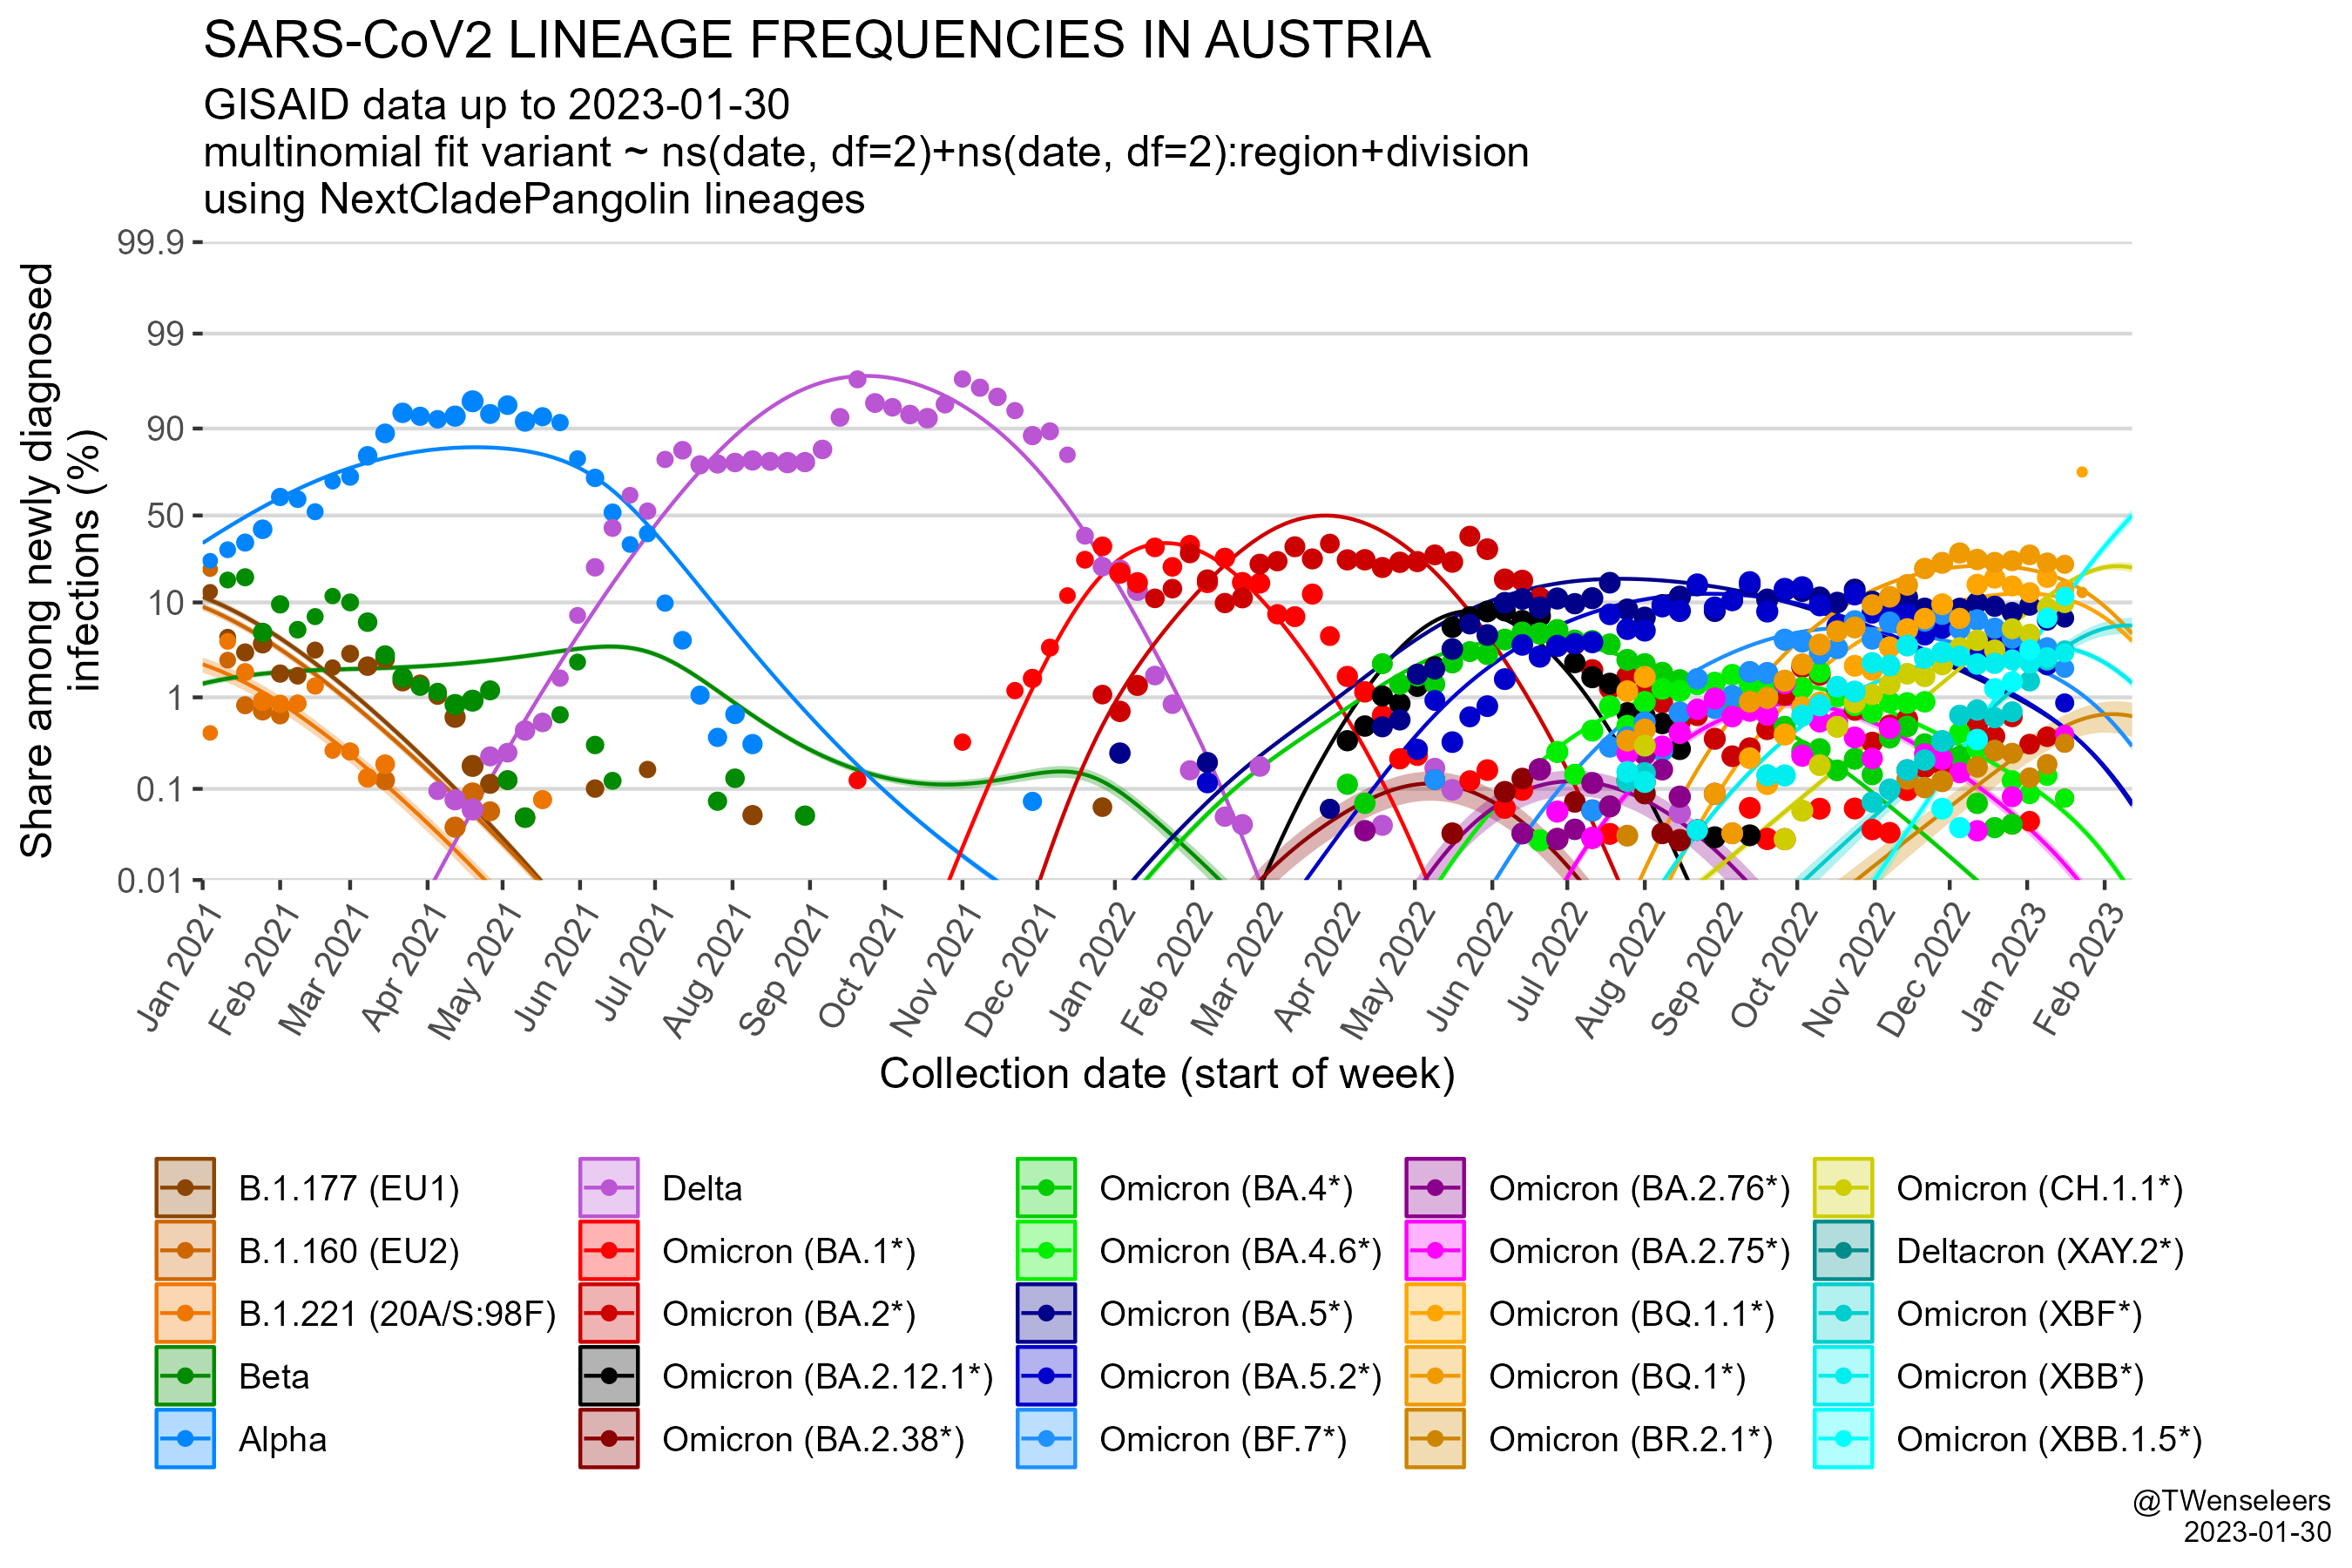 SARS-CoV2 LINEAGE FREQUENCIES IN AUSTRIA
GISAID data up to 2023-01-30
multinomial fit variant ~ ns(date, df=2)+ns(date, df=2):region+division
using NextCladePangolin lineages
Share among newly diagnosed
infections (%)
99.9
99
90
50
10
1
0.1
0.01
Jan 2021
Feb 2021
Mar 2021
Apr 2021
May 2021
Jun 2021
Jul 2021
Aug 2021
Sep 2021
Oct 2021
Nov 2021
Dec 2021
Jan 2022
Feb 2022
Mar 2022
Apr 2022
May 2022
Jun 2022
Jul 2022
Aug 2022
Sep 2022
Oct 2022
Nov 2022
Dec 2022
Jan 2023
Feb 2023
Collection date (start of week)
B.1.177 (EU1)
B.1.160 (EU2)
B.1.221 (20A/S:98F)
Beta
Alpha
Delta
Omicron (BA.1*)
Omicron (BA.2*)
Omicron (BA.2.12.1*)
Omicron (BA.2.38*)
Omicron (BA.4*)
Omicron (BA.4.6*)
Omicron (BA.5*)
Omicron (BA.5.2*)
Omicron (BF.7*)
Omicron (BA.2.76*)
Omicron (BA.2.75*)
Omicron (BQ.1.1*)
Omicron (BQ.1*)
Omicron (BR.2.1*)
Omicron (CH.1.1*)
Deltacron (XAY.2*)
Omicron (XBF*)
Omicron (XBB*)
Omicron (XBB.1.5*)
@TWenseleers
2023-01-30